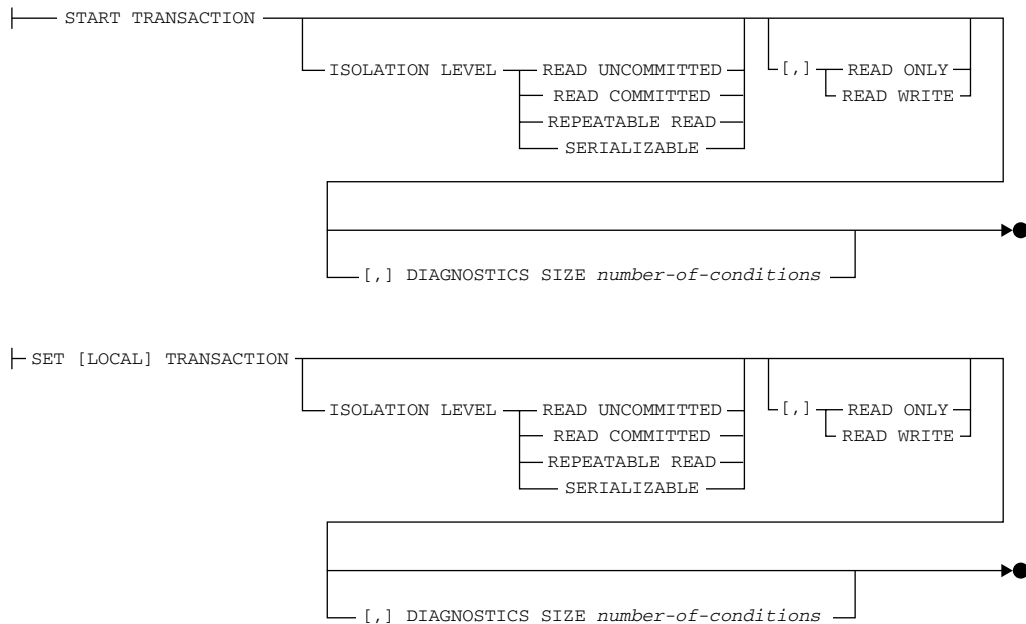 START TRANSACTION
ISOLATION LEVEL READ UNCOMMITTED [,] READ ONLY
READ COMMITTED READ WRITE
REPEATABLE READ
SERIALIZABLE
[,] DIAGNOSTICS SIZE number-of-conditions
SET [LOCAL] TRANSACTION
ISOLATION LEVEL READ UNCOMMITTED [,] READ ONLY
READ COMMITTED READ WRITE
REPEATABLE READ
SERIALIZABLE
[,] DIAGNOSTICS SIZE number-of-conditions